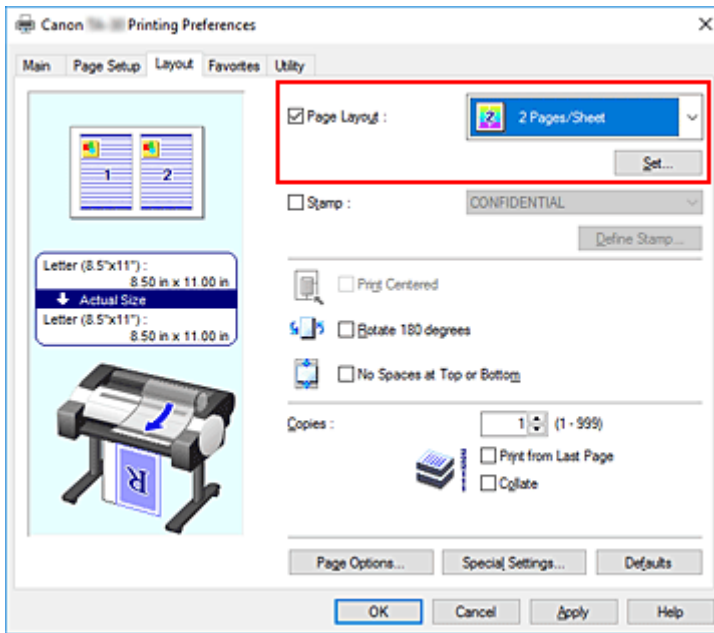 Canon Printing Preferences
Main Page Setup Layout Favorites Utility
Page Layout : 2 Pages/Sheet
Set...
1 2
Stamp : CONFIDENTIAL
Define Stamp...
Letter (8.5"x11") :
8.50 in x 11.00 in
Actual Size
Letter (8.5"x11") :
8.50 in x 11.00 in
Print Centered
Rotate 180 degrees
No Spaces at Top or Bottom
Copies : 1 (1 - 999)
Print from Last Page
Collate
R
Page Options... Special Settings... Defaults
OK Cancel Apply Help